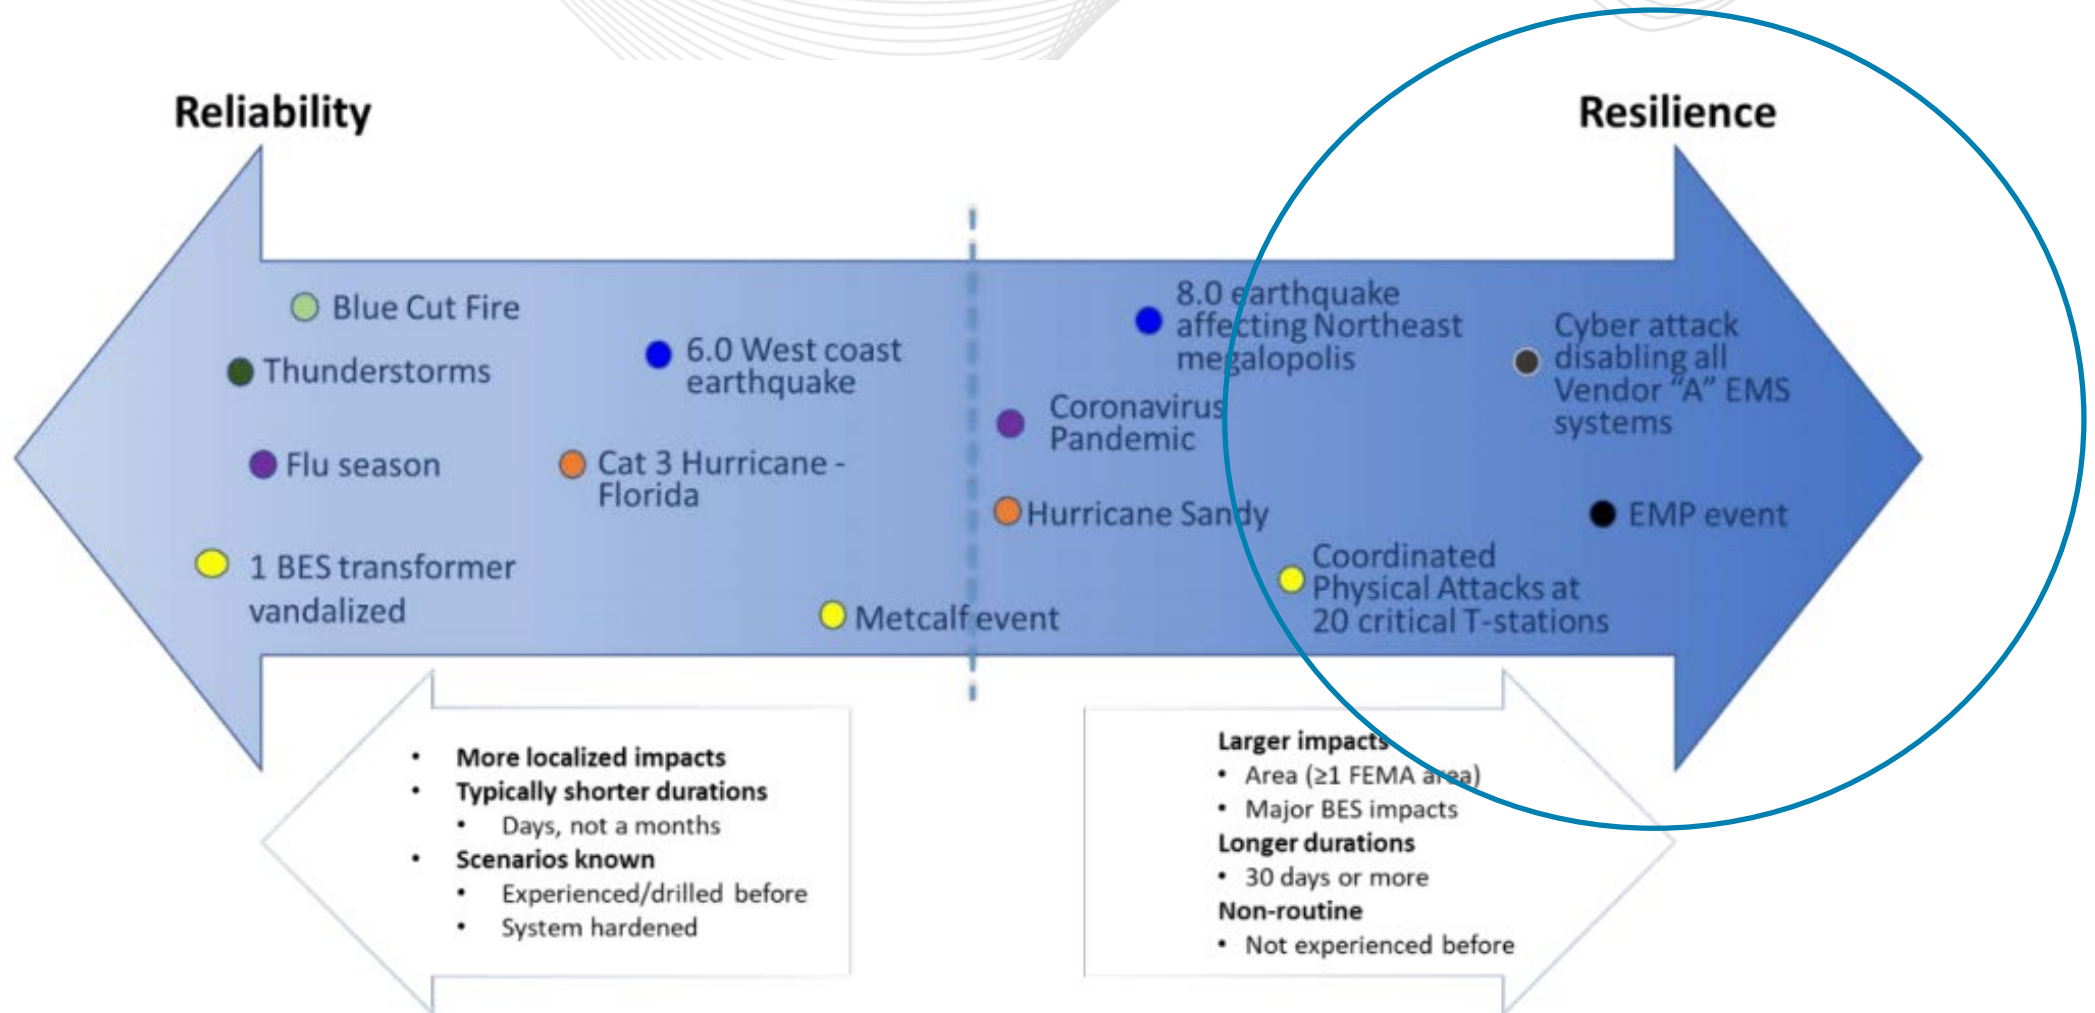 Reliability
Resilience
Blue Cut Fire
Thunderstorms
Flu season
1 BES transformer
vandalized
6.0 West coast
earthquake
Cat 3 Hurricane -
Florida
Metcalf event
8.0 earthquake
affecting Northeast
megalopolis
Coronavirus
Pandemic
Hurricane Sandy
Coordinated
Physical Attacks at
20 critical T-stations
Cyber attack
disabling all
Vendor “A” EMS
systems
EMP event
• More localized impacts
• Typically shorter durations
• Days, not a months
• Scenarios known
• Experienced/drilled before
• System hardened
Larger impacts
• Area (≥1 FEMA area)
• Major BES impacts
Longer durations
• 30 days or more
Non-routine
• Not experienced before